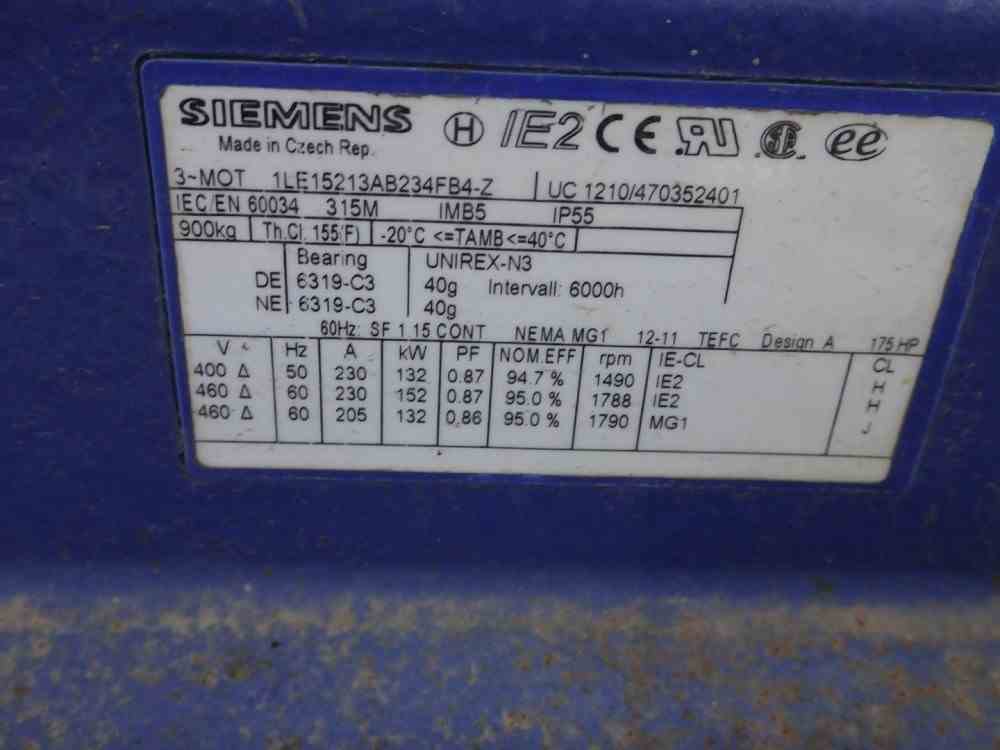 SIEMENS H IE2 CE RU SA ee
Made in Czech Rep.
3~MOT 1LE15213AB234FB4-Z UC 1210/470352401
IEC/EN 60034 315M IMB5 IP55
900kg Th.Cl. 155(F) -20°C <=TAMB<=40°C
Bearing UNIREX-N3
DE 6319-C3 40g Intervall: 6000h
NE 6319-C3 40g
60Hz: SF 1.15 CONT NEMA MG1 12-11 TEFC Design A 175 HP
V Hz A kW PF NOM.EFF rpm IE-CL CL
400 Δ 50 230 132 0.87 94.7 % 1490 IE2 H
460 Δ 60 230 152 0.87 95.0 % 1788 IE2 H
460 Δ 60 205 132 0.86 95.0 % 1790 MG1 J